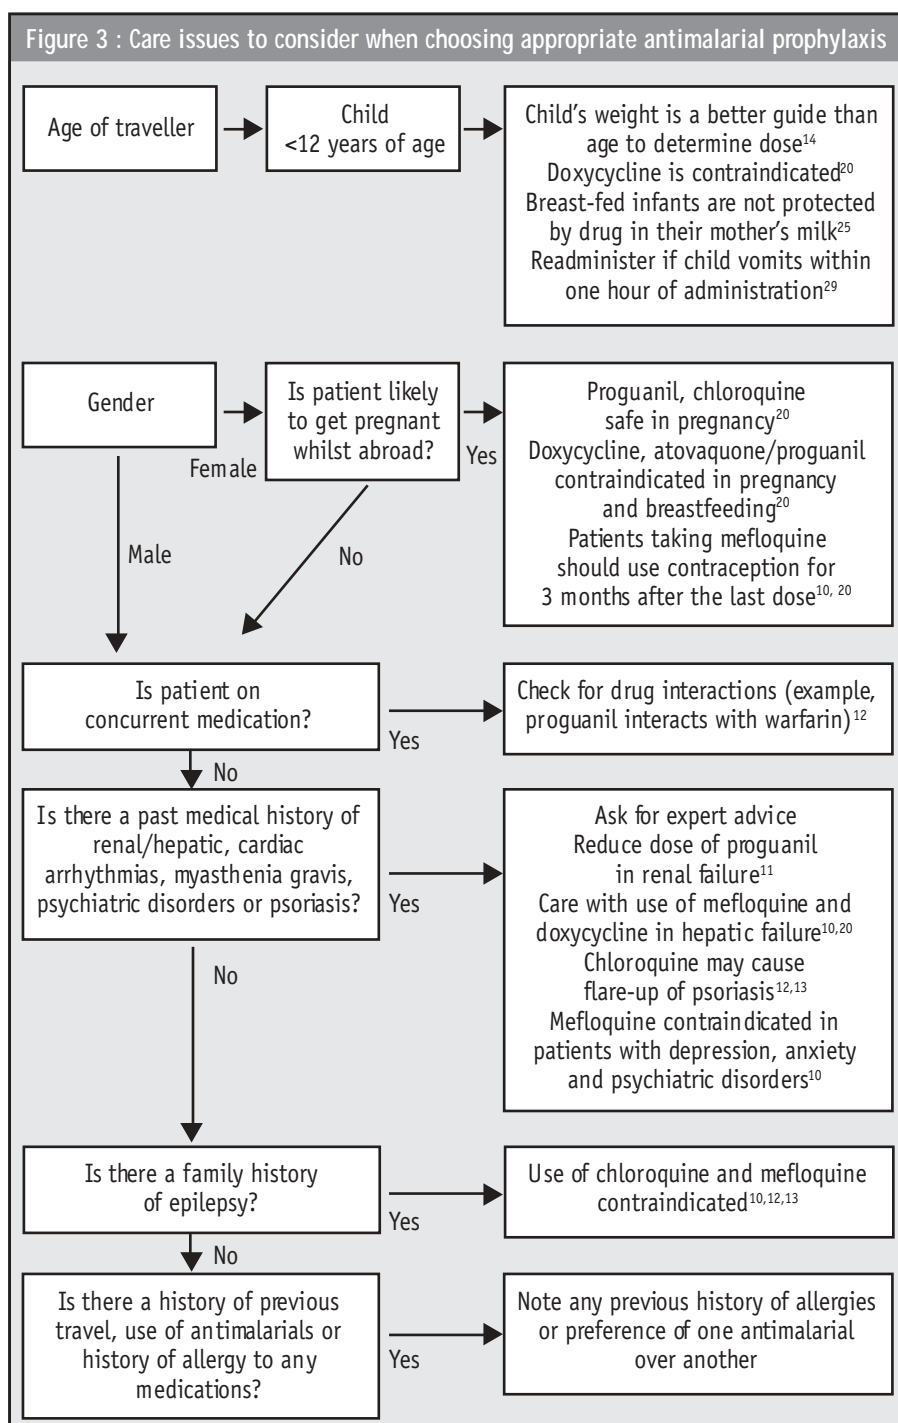 Figure 3 : Care issues to consider when choosing appropriate antimalarial prophylaxis
Age of traveller
Child
<12 years of age
Child’s weight is a better guide than
age to determine dose14
Doxycycline is contraindicated20
Breast-fed infants are not protected
by drug in their mother’s milk25
Readminister if child vomits within
one hour of administration29
Gender
Female
Is patient likely
to get pregnant
whilst abroad?
Yes
Proguanil, chloroquine
safe in pregnancy20
Doxycycline, atovaquone/proguanil
contraindicated in pregnancy
and breastfeeding20
Patients taking mefloquine
should use contraception for
3 months after the last dose10, 20
Male
No
Is patient on
concurrent medication?
Yes
Check for drug interactions (example,
proguanil interacts with warfarin)12
No
Is there a past medical history of
renal/hepatic, cardiac
arrhythmias, myasthenia gravis,
psychiatric disorders or psoriasis?
Yes
Ask for expert advice
Reduce dose of proguanil
in renal failure11
Care with use of mefloquine and
doxycycline in hepatic failure10,20
Chloroquine may cause
flare-up of psoriasis12,13
Mefloquine contraindicated in
patients with depression, anxiety
and psychiatric disorders10
No
Is there a family history
of epilepsy?
Yes
Use of chloroquine and mefloquine
contraindicated10,12,13
No
Is there a history of previous
travel, use of antimalarials or
history of allergy to any
medications?
Yes
Note any previous history of allergies
or preference of one antimalarial
over another